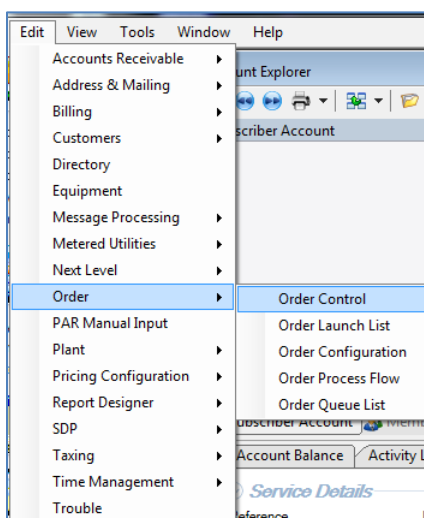 Edit View Tools Window Help
Accounts Receivable
unt Explorer
Address & Mailing
Billing
Customers
scriber Account
Directory
Equipment
Message Processing
Metered Utilities
Next Level
Order
Order Control
PAR Manual Input
Order Launch List
Plant
Order Configuration
Pricing Configuration
Order Process Flow
Report Designer
Order Queue List
SDP
ubscriber Account Memb
Taxing
Account Balance Activity L
Time Management
Service Details
Trouble
eference